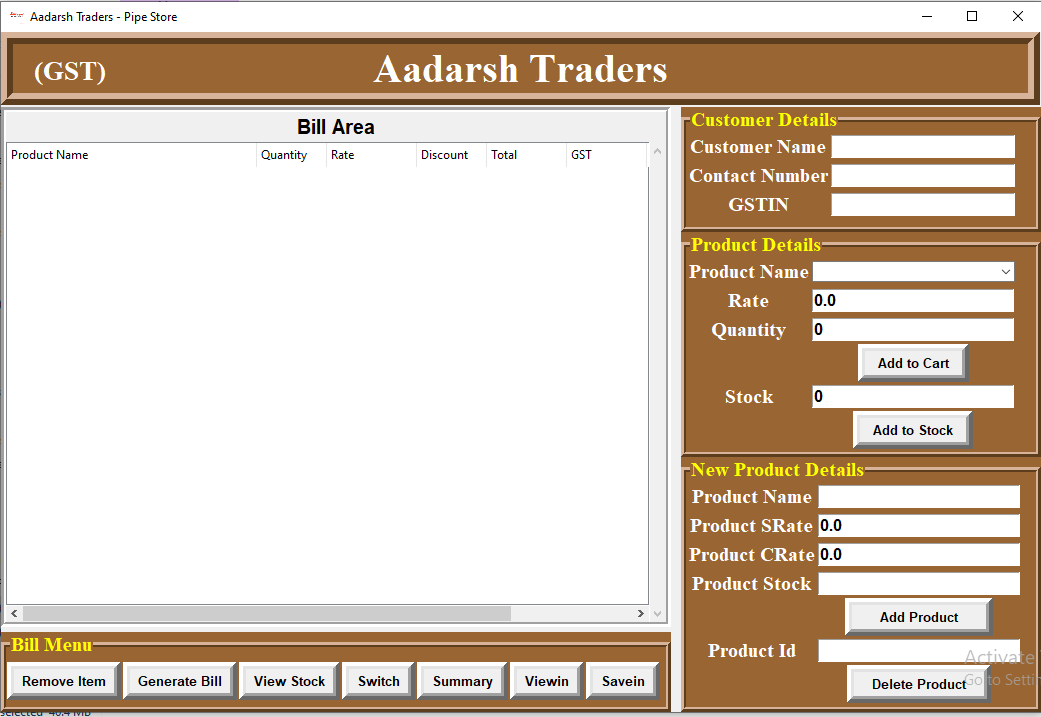 Aadarsh Traders - Pipe Store
(GST) Aadarsh Traders
Bill Area
Product Name Quantity Rate Discount Total GST
Customer Details
Customer Name
Contact Number
GSTIN
Product Details
Product Name
Rate 0.0
Quantity 0
Add to Cart
Stock 0
Add to Stock
New Product Details
Product Name
Product SRate 0.0
Product CRate 0.0
Product Stock
Add Product
Product Id
Delete Product
Activate
Go to Setti
Bill Menu
Remove Item Generate Bill View Stock Switch Summary Viewin Savein
selected 40.4 MB